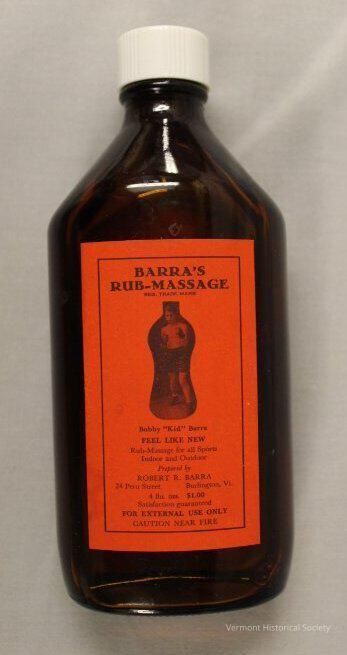 BARRA'S
RUB-MASSAGE
REG. TRADE MARK
Bobby "Kid" Barra
FEEL LIKE NEW
Rub-Massage for all Sports
Indoor and Outdoor
Prepared by
ROBERT R. BARRA
24 Peru Street Burlington, Vt.
4 fld. ozs. $1.00
Satisfaction guaranteed
FOR EXTERNAL USE ONLY
CAUTION NEAR FIRE
Vermont Historical Society